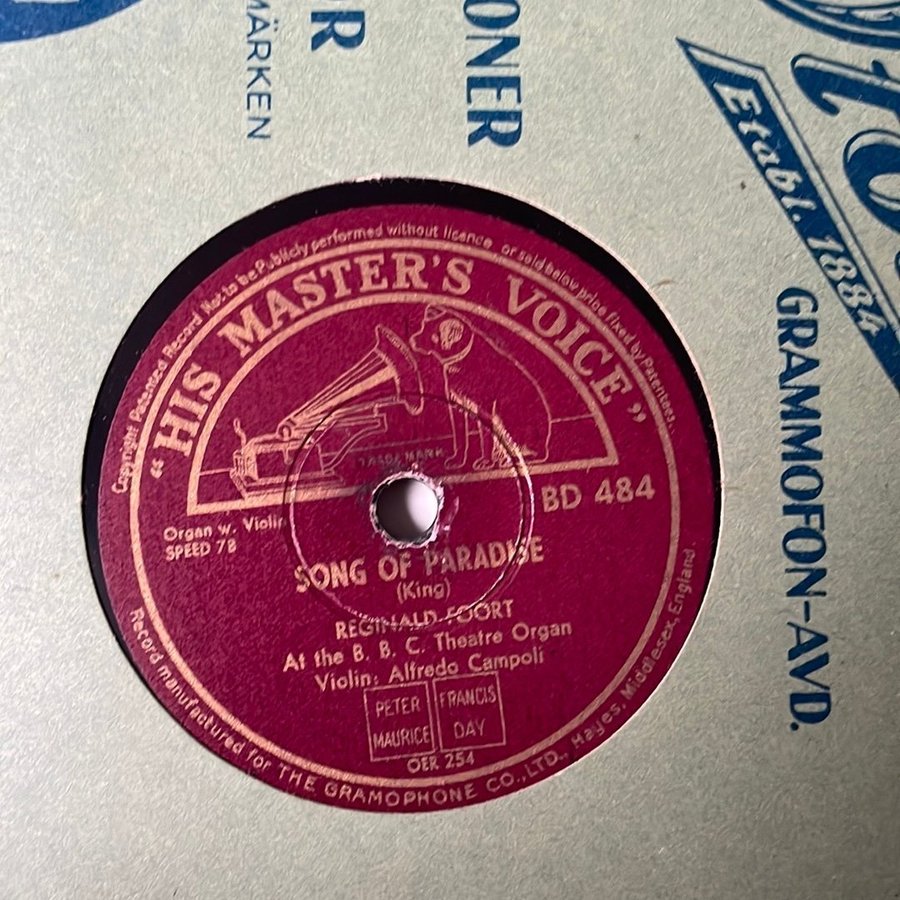 R
MÄRKEN
ONER
Etabl. 1884
GRAMMOFON-AVD.
Copyright Patented Record Not to be Publicly performed without licence or sold below price fixed by Patentees.
"HIS MASTER'S VOICE"
TRADE MARK
BD 484
Organ w. Violin
SPEED 78
SONG OF PARADISE
(King)
REGINALD FOORT
At the B. B. C. Theatre Organ
Violin: Alfredo Campoli
PETER MAURICE
FRANCIS DAY
OER 254
Record manufactured for THE GRAMOPHONE CO., LTD., Hayes, Middlesex, England.